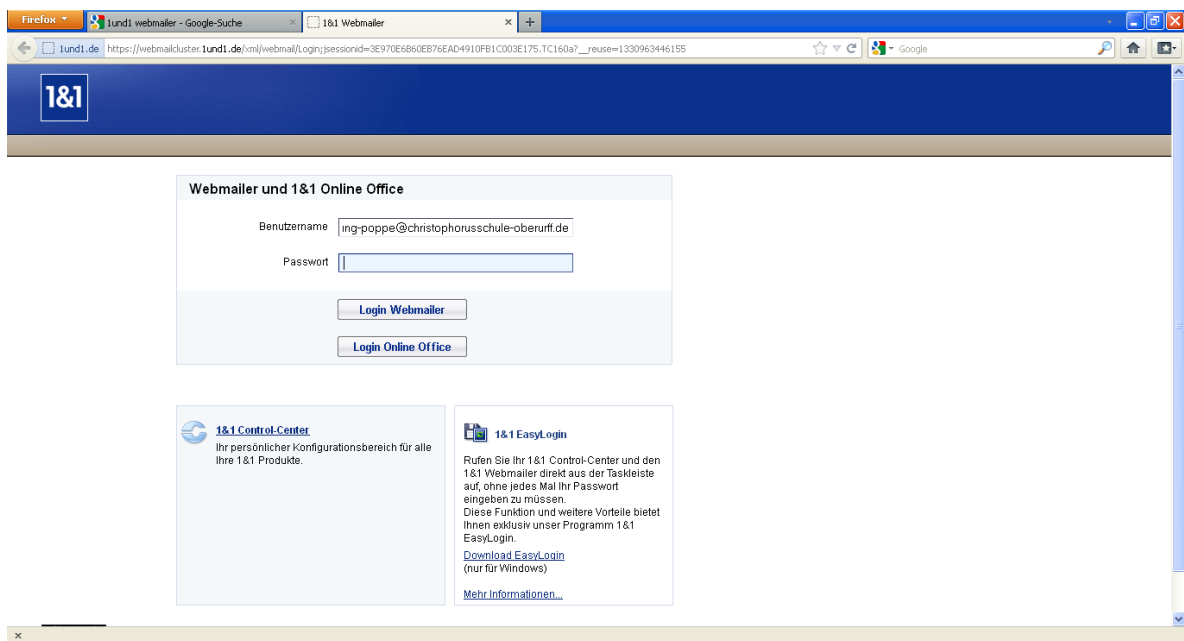 Firefox
1und1 webmailer - Google-Suche
1&1 Webmailer
1und1.de https://webmailcluster.1und1.de/xml/webmail/Login;jsessionid=3E970E6B60EB76EAD4910FB1C003E175.TC160a?__reuse=1330963446155
Google
1&1
Webmailer und 1&1 Online Office
Benutzername ing-poppe@christophorusschule-oberurff.de
Passwort
Login Webmailer
Login Online Office
1&1 Control-Center
Ihr persönlicher Konfigurationsbereich für alle
Ihre 1&1 Produkte.
1&1 EasyLogin
Rufen Sie Ihr 1&1 Control-Center und den
1&1 Webmailer direkt aus der Taskleiste
auf, ohne jedes Mal Ihr Passwort
eingeben zu müssen.
Diese Funktion und weitere Vorteile bietet
Ihnen exklusiv unser Programm 1&1
EasyLogin.
Download EasyLogin
(nur für Windows)
Mehr Informationen...